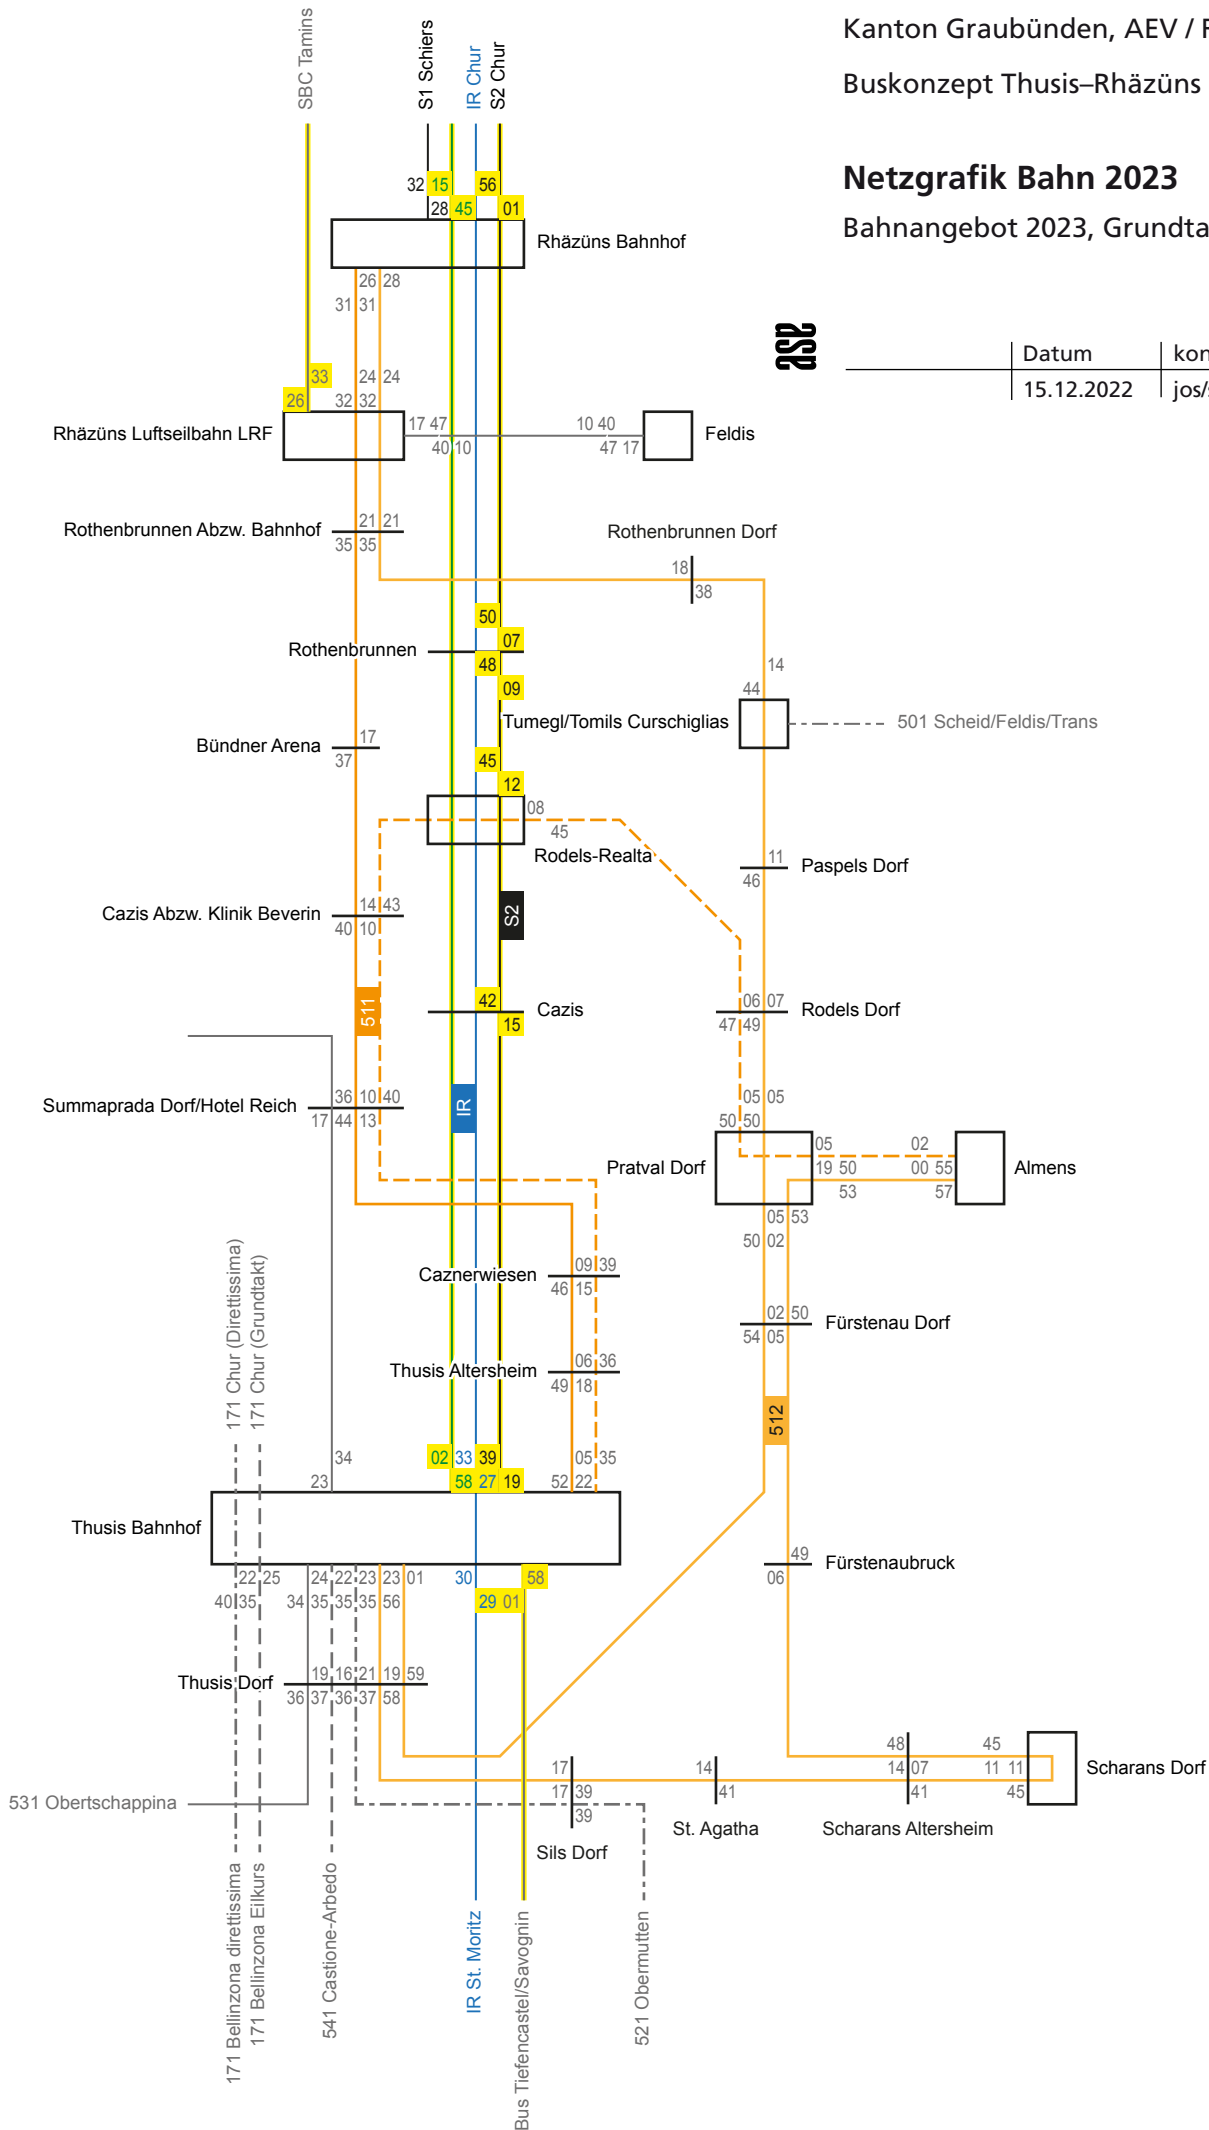 Kanton Graubünden, AEV / 
Buskonzept Thusis–Rhäzüns
Netzgrafik Bahn 2023
Bahnangebot 2023, Grundta
asa
Datum
kon
15.12.2022
jos/
SBC Tamins
S1 Schiers
IR Chur
S2 Chur
32 15 56
28 45 01
Rhäzüns Bahnhof
26 28
31 31
33 24 24
26 32 32
Rhäzüns Luftseilbahn LRF
17 47
40 10
10 40
47 17
Feldis
Rothenbrunnen Abzw. Bahnhof
21 21
35 35
Rothenbrunnen Dorf
18
38
50
07
Rothenbrunnen
48
09
14
44
Tumegl/Tomils Curschiglias
501 Scheid/Feldis/Trans
Bündner Arena
17
37
45
12
08
45
Rodels-Realta
11
46
Paspels Dorf
Cazis Abzw. Klinik Beverin
14 43
40 10
S2
511
42
15
Cazis
06 07
47 49
Rodels Dorf
Summaprada Dorf/Hotel Reich
36 10 40
17 44 13
IR
05 05
50 50
Pratval Dorf
05
19 50
53
02
00 55
57
Almens
05 53
50 02
171 Chur (Direttissima)
171 Chur (Grundtakt)
Caznerwiesen
09 39
46 15
02 50
54 05
Fürstenau Dorf
Thusis Altersheim
06 36
49 18
512
34
23
02 33 39
58 27 19
05 35
52 22
Thusis Bahnhof
22 25
40 35
24 22 23 23 01
34 35 35 35 56
30
29 01
58
49
06
Fürstenaubruck
Thusis Dorf
19 16 21 19 59
36 37 36 37 58
531 Obertschappina
17
17 39
39
Sils Dorf
14
41
St. Agatha
48
14 07
41
Scharans Altersheim
45
11 11
45
Scharans Dorf
171 Bellinzona direttissima
171 Bellinzona Eilkurs
541 Castione-Arbedo
IR St. Moritz
Bus Tiefencastel/Savognin
521 Obermutten